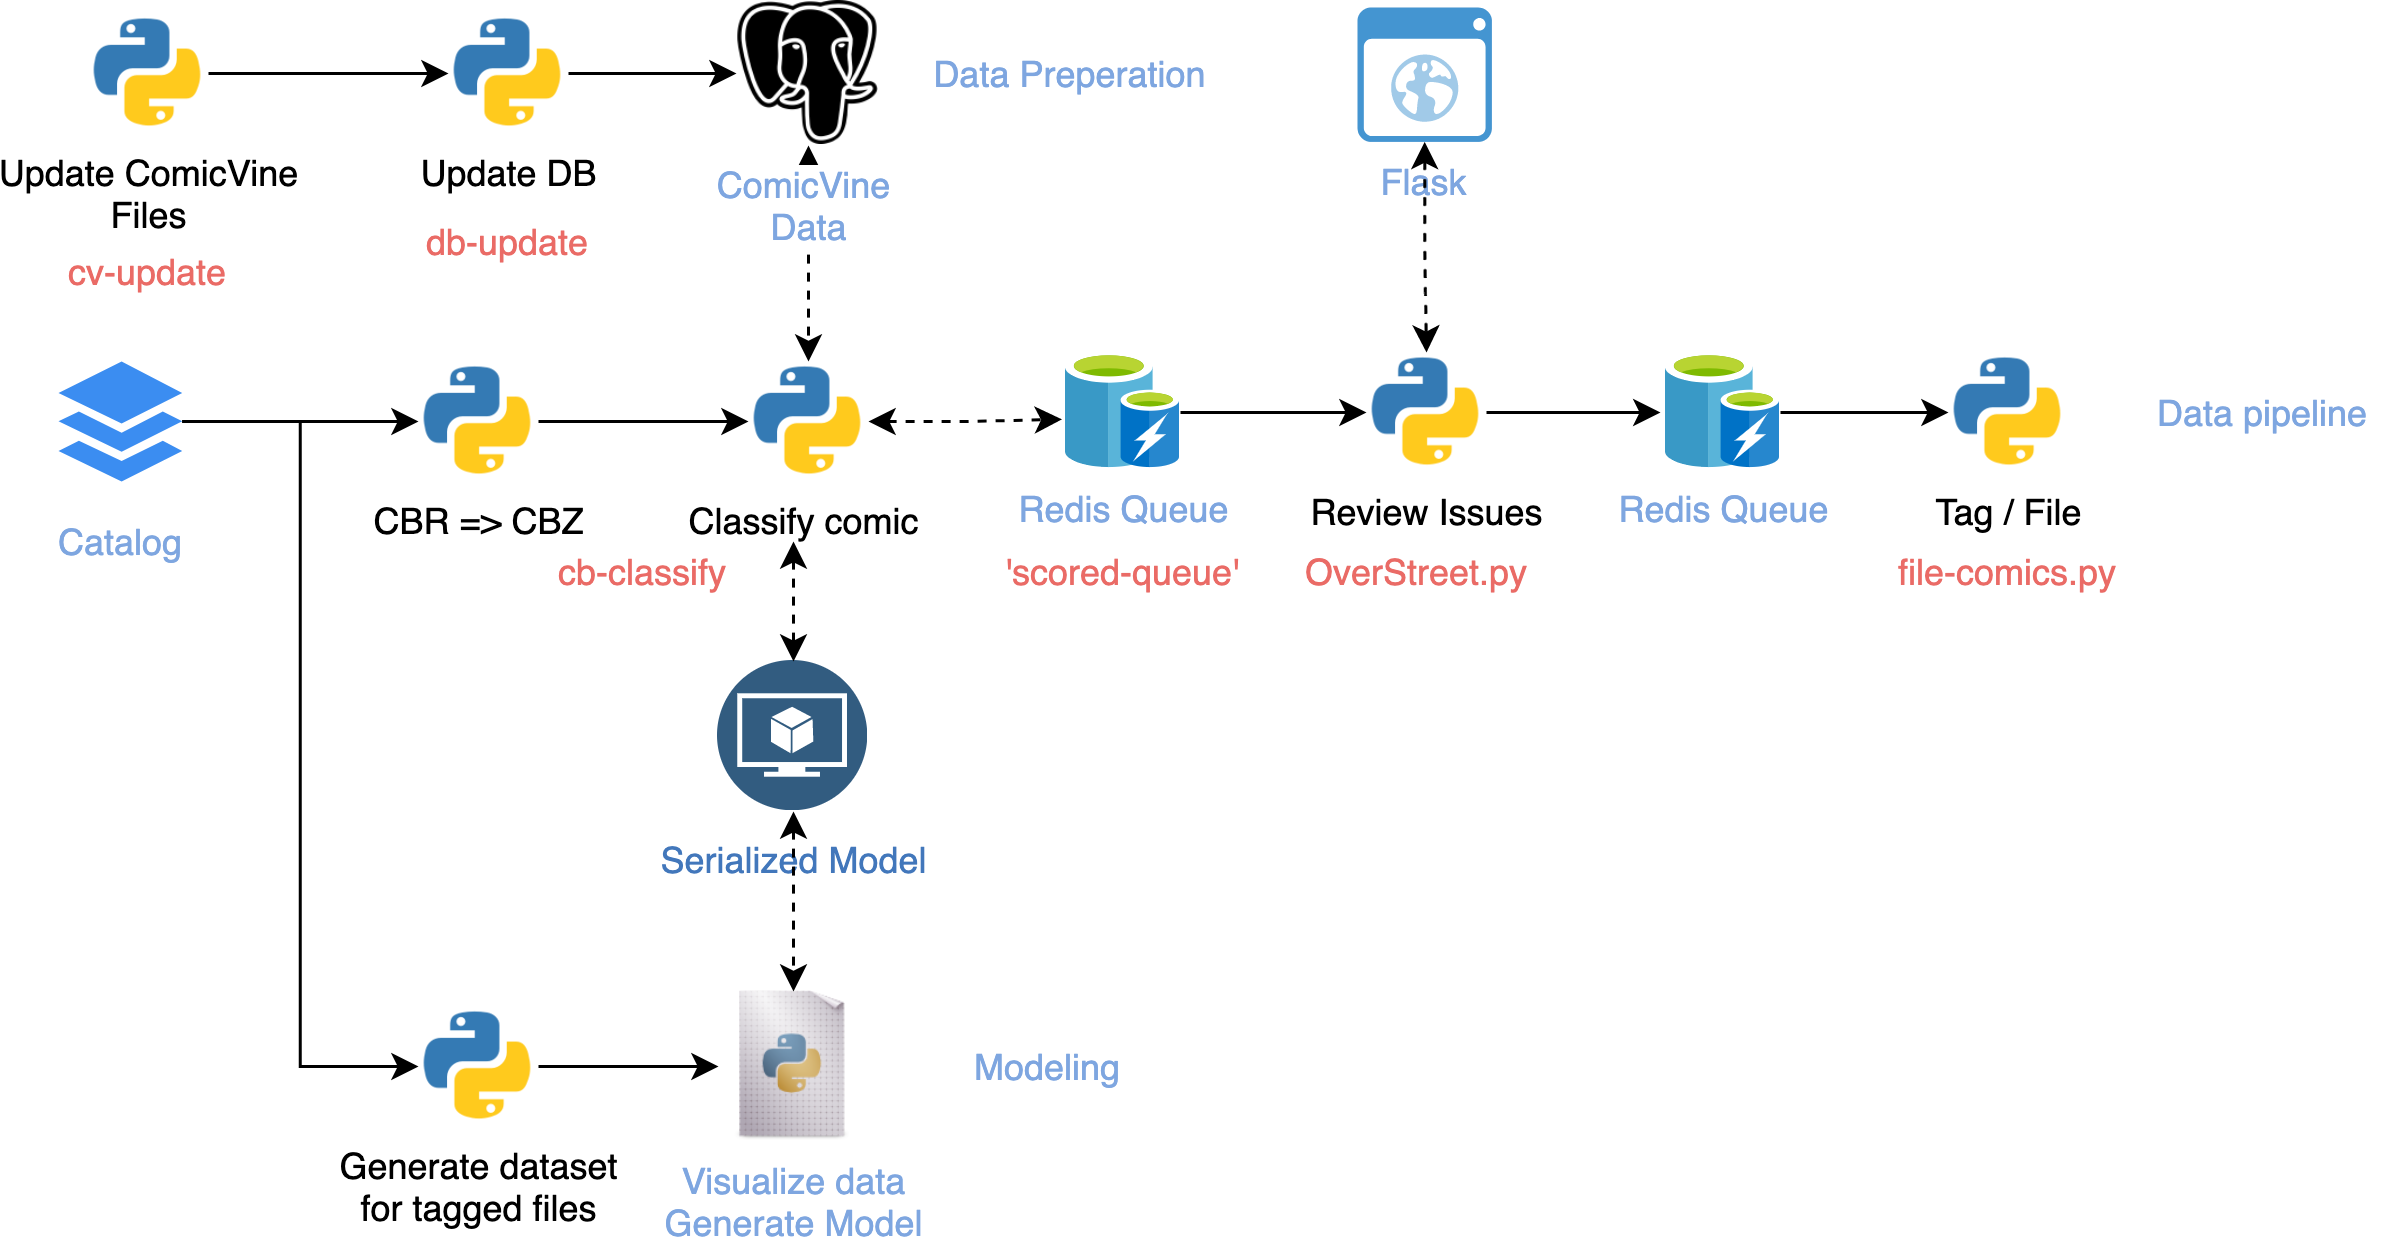 Data Preperation
Update ComicVine
Files
cv-update
Update DB
db-update
ComicVine
Data
Flask
Catalog
CBR => CBZ
Classify comic
cb-classify
Redis Queue
'scored-queue'
Review Issues
OverStreet.py
Redis Queue
Tag / File
file-comics.py
Data pipeline
Serialized Model
Generate dataset
for tagged files
Visualize data
Generate Model
Modeling